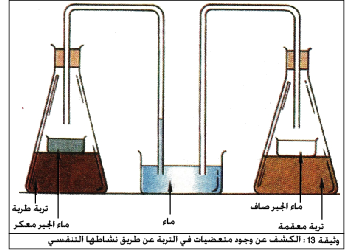 ماء الجير صاف
تربة طرية
ماء
تربة معقمة
ماء الجير معكر
وثيقة 13 : الكشف عن وجود متعضيات في التربة عن طريق نشاطها التنفسي